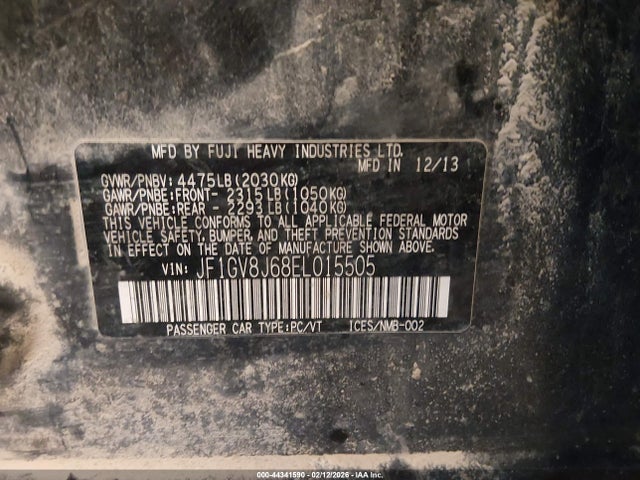 MFD BY FUJI HEAVY INDUSTRIES LTD.
MFD IN 12/13
GVWR/PNBV: 4475LB(2030KG)
GAWR/PNBE:FRONT- 2315LB(1050KG)
GAWR/PNBE:REAR - 2293LB(1040KG)
THIS VEHICLE CONFORMS TO ALL APPLICABLE FEDERAL MOTOR
VEHICLE SAFETY, BUMPER, AND THEFT PREVENTION STANDARDS
IN EFFECT ON THE DATE OF MANUFACTURE SHOWN ABOVE.
VIN: JF1GV8J68EL015505
PASSENGER CAR TYPE:PC/VT ICES/NMB-002
000-44341590 - 02/12/2026 - IAA Inc.